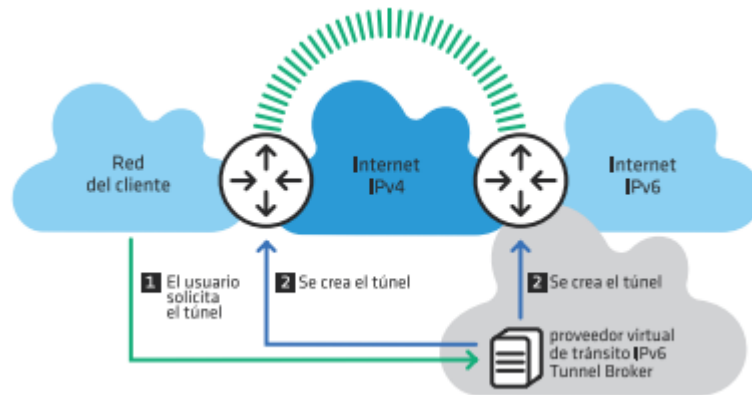 Red
del cliente
Internet
IPv4
Internet
IPv6
1 El usuario
solicita
el túnel
2 Se crea el túnel
2 Se crea el túnel
proveedor virtual
de tránsito IPv6
Tunnel Broker